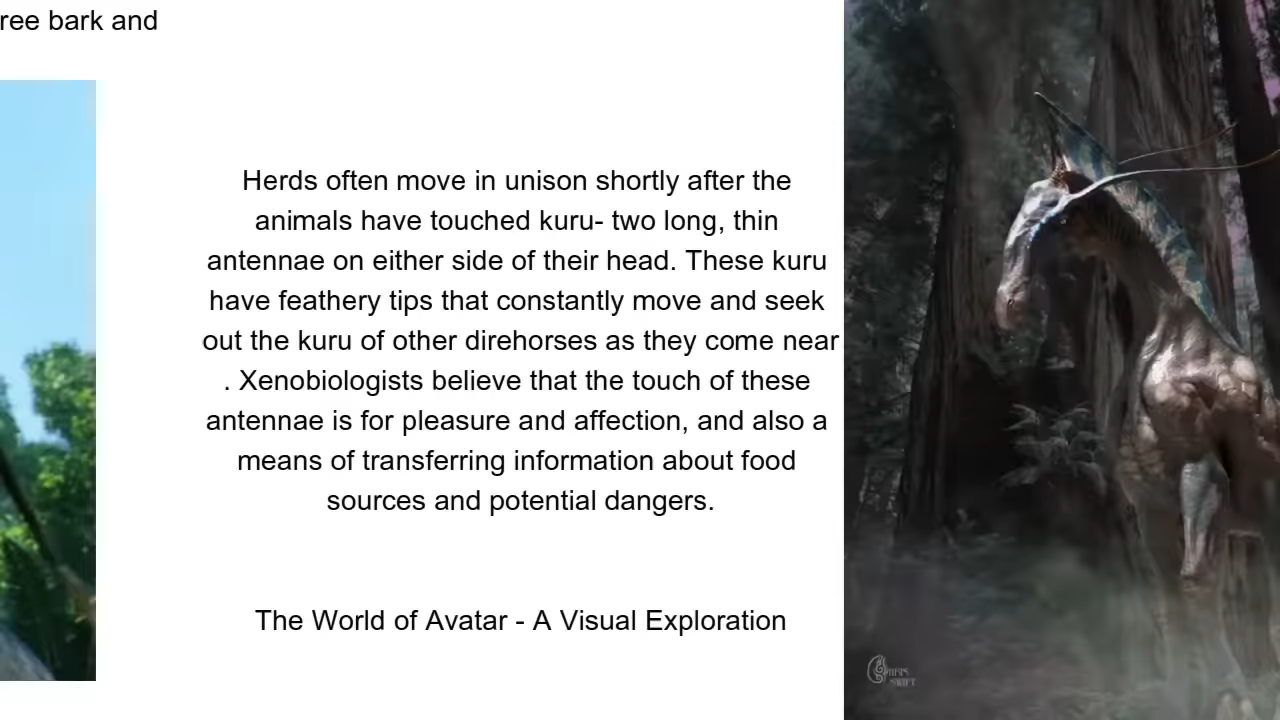 ree bark and
Herds often move in unison shortly after the
animals have touched kuru- two long, thin
antennae on either side of their head. These kuru
have feathery tips that constantly move and seek
out the kuru of other direhorses as they come near
. Xenobiologists believe that the touch of these
antennae is for pleasure and affection, and also a
means of transferring information about food
sources and potential dangers.
The World of Avatar - A Visual Exploration